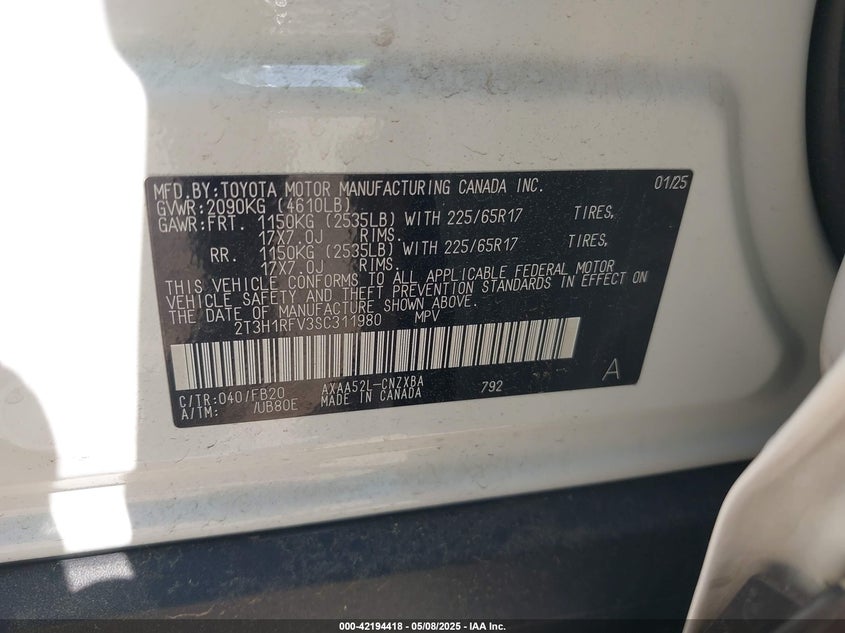 MFD.BY:TOYOTA MOTOR MANUFACTURING CANADA INC. 01/25
GVWR:2090KG (4610LB)
GAWR:FRT. 1150KG (2535LB) WITH 225/65R17 TIRES,
17X7.0J RIMS.
RR. 1150KG (2535LB) WITH 225/65R17 TIRES,
17X7.0J RIMS.
THIS VEHICLE CONFORMS TO ALL APPLICABLE FEDERAL MOTOR
VEHICLE SAFETY AND THEFT PREVENTION STANDARDS IN EFFECT ON
THE DATE OF MANUFACTURE SHOWN ABOVE.
2T3H1RFV3SC311980 MPV
C/TR:040/FB20 AXAA52L-CNZXBA 792 A
A/TM: /UB80E MADE IN CANADA
000-42194418 - 05/08/2025 - IAA Inc.